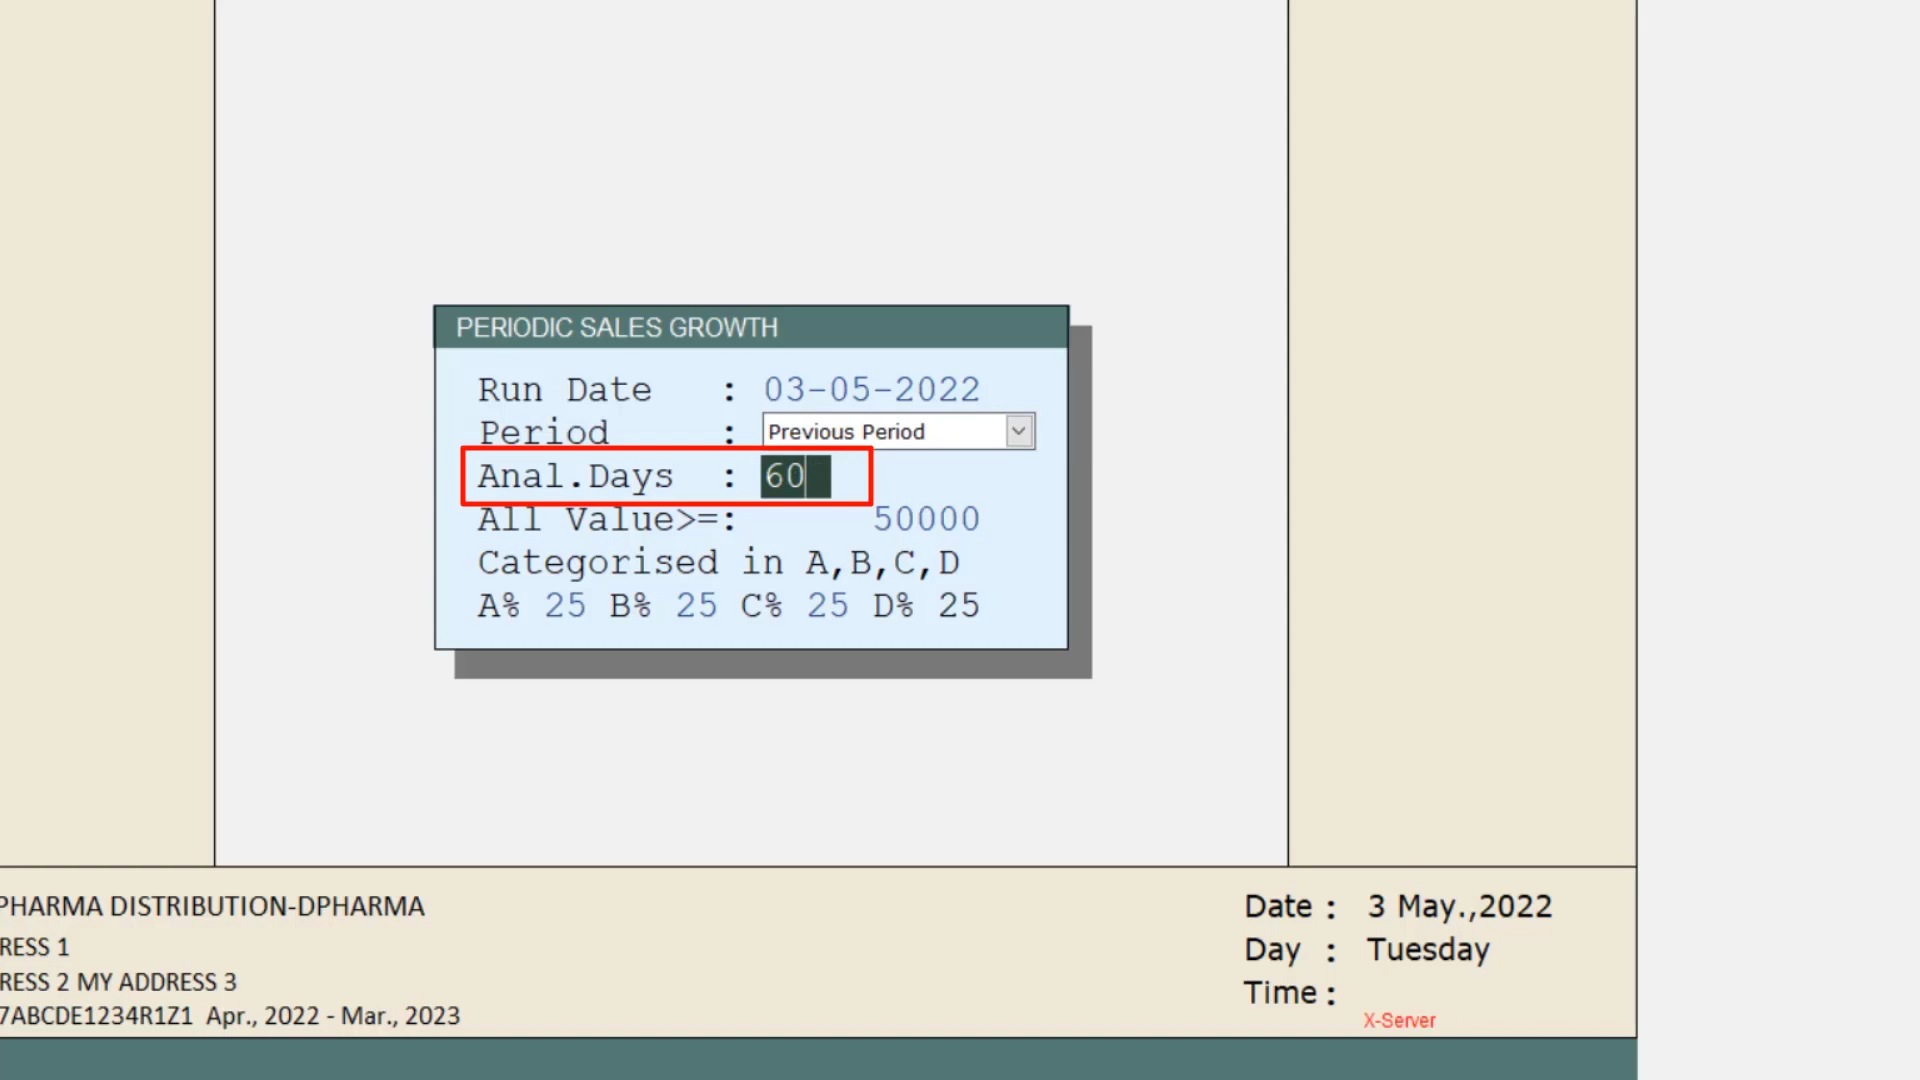 PERIODIC SALES GROWTH
Run Date : 03-05-2022
Period : Previous Period
Anal.Days : 60
All Value>=: 50000
Categorised in A,B,C,D
A% 25 B% 25 C% 25 D% 25
PHARMA DISTRIBUTION-DPHARMA
RESS 1
RESS 2 MY ADDRESS 3
7ABCDE1234R1Z1 Apr., 2022 - Mar., 2023
Date : 3 May.,2022
Day : Tuesday
Time :
X-Server